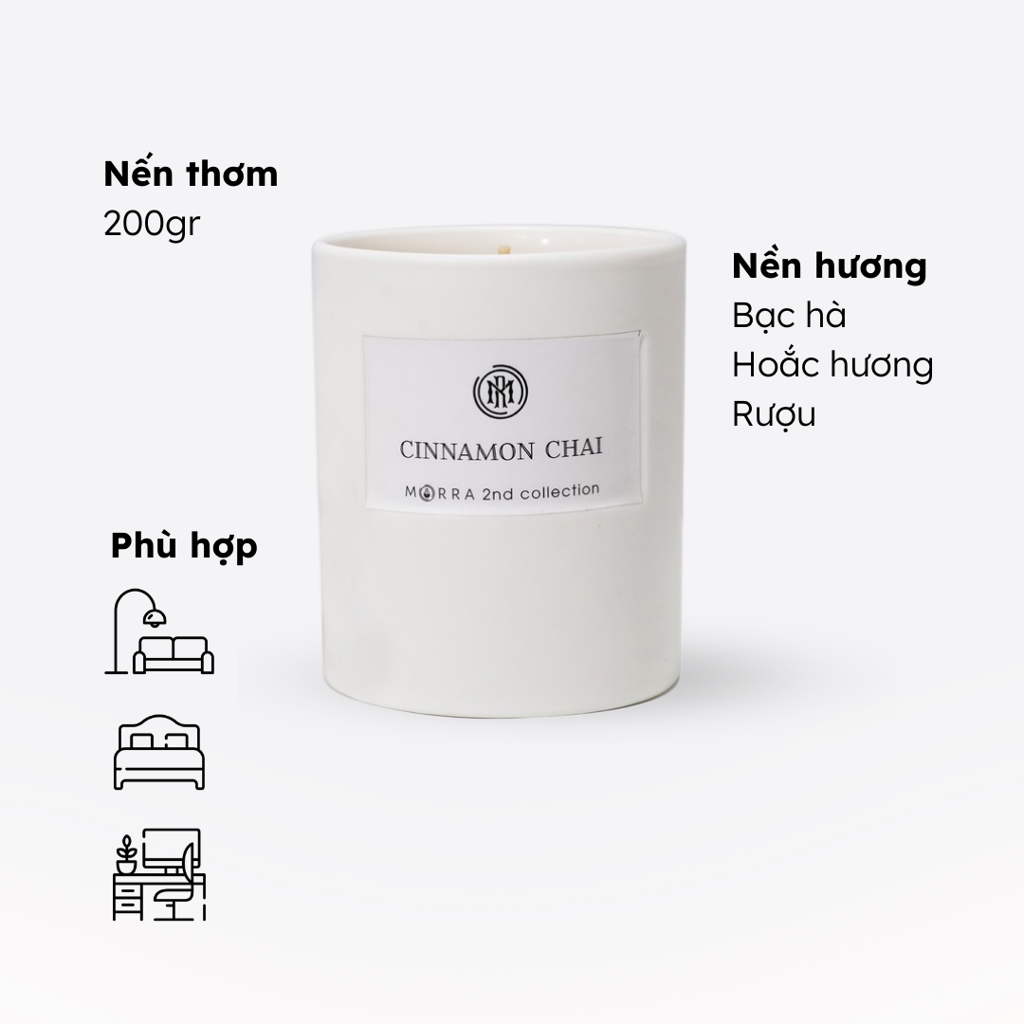 Nến thơm
200gr
Nền hương
Bạc hà
Hoắc hương
Rượu
CINNAMON CHAI
MORRA 2nd collection
Phù hợp